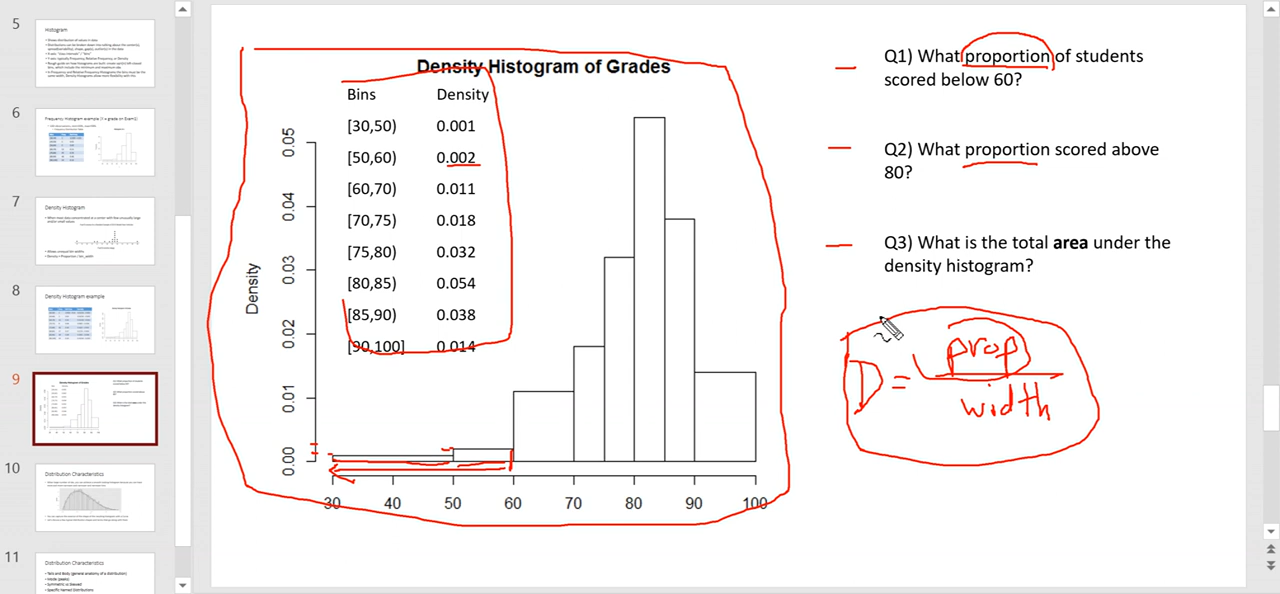 5
Histogram
6
7
Density Histogram
8
Density Histogram example
9
10
Distribution Characteristics
11
Distribution Characteristics
Density Histogram of Grades
Bins Density
[30,50) 0.001
[50,60) 0.002
[60,70) 0.011
[70,75) 0.018
[75,80) 0.032
[80,85) 0.054
[85,90) 0.038
[90,100] 0.014
Density
0.05
0.04
0.03
0.02
0.01
0.00
30 40 50 60 70 80 90 100
Q1) What proportion of students
scored below 60?
Q2) What proportion scored above
80?
Q3) What is the total area under the
density histogram?
D = prop
width